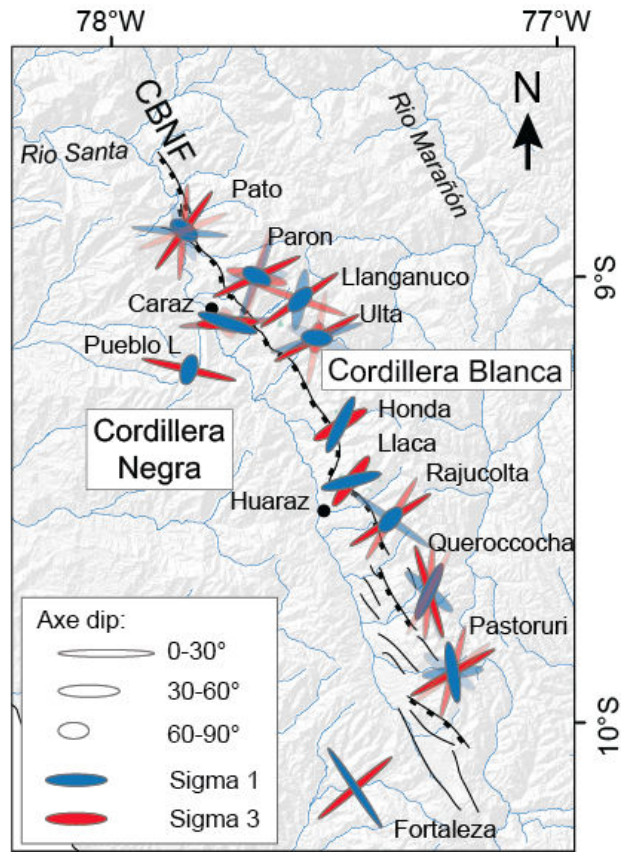 78°W
77°W
N
CBNF
Rio Santa
Rio Marañón
Pato
Paron
9°S
Llanganuco
Caraz
Ulta
Pueblo L
Cordillera Blanca
Honda
Cordillera
Negra
Llaca
Rajucolta
Huaraz
Queroccocha
Axe dip:
Pastoruri
0-30°
30-60°
10°S
60-90°
Sigma 1
Sigma 3
Fortaleza